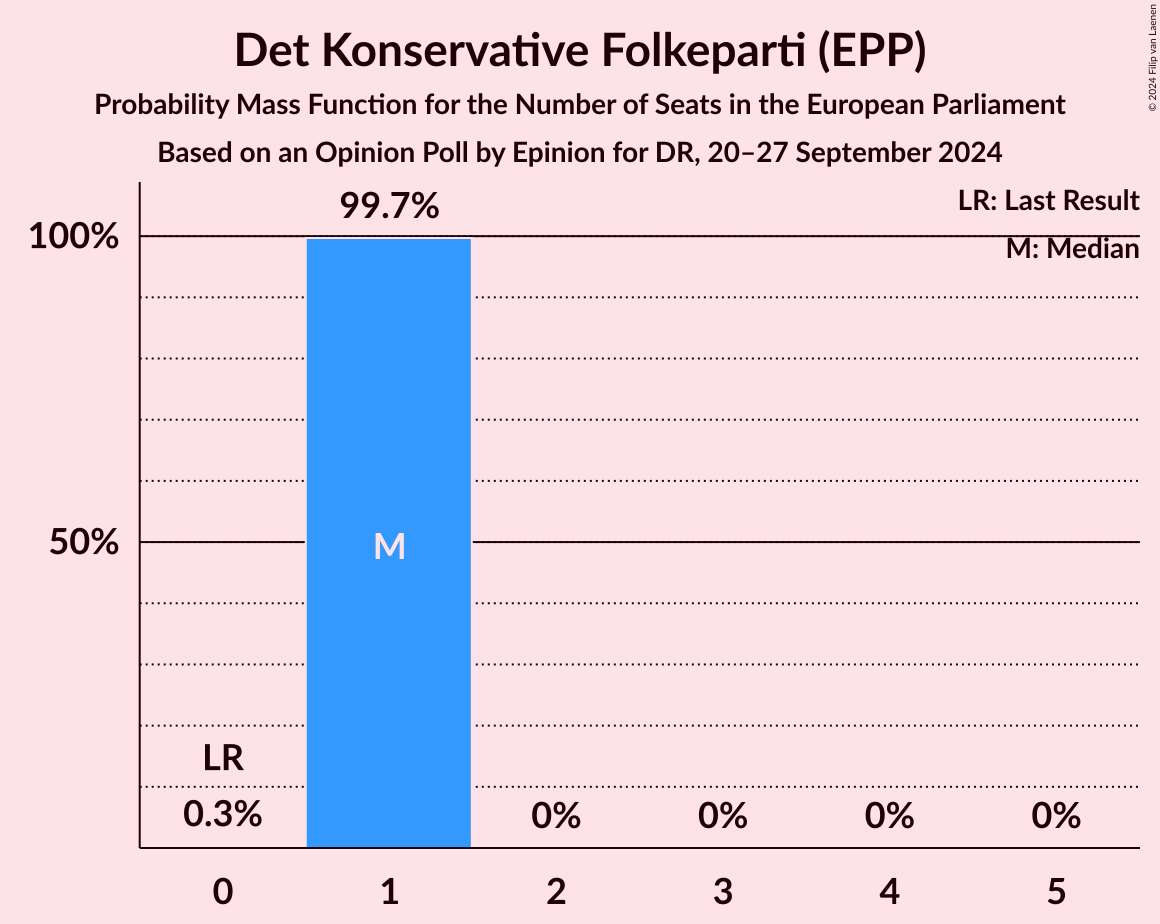 Det Konservative Folkeparti (EPP)
Probability Mass Function for the Number of Seats in the European Parliament
Based on an Opinion Poll by Epinion for DR, 20–27 September 2024
© 2024 Filip van Laenen
LR: Last Result
M: Median
99.7%
100%
50%
M
LR
0.3%
0%
0%
0%
0%
0
1
2
3
4
5